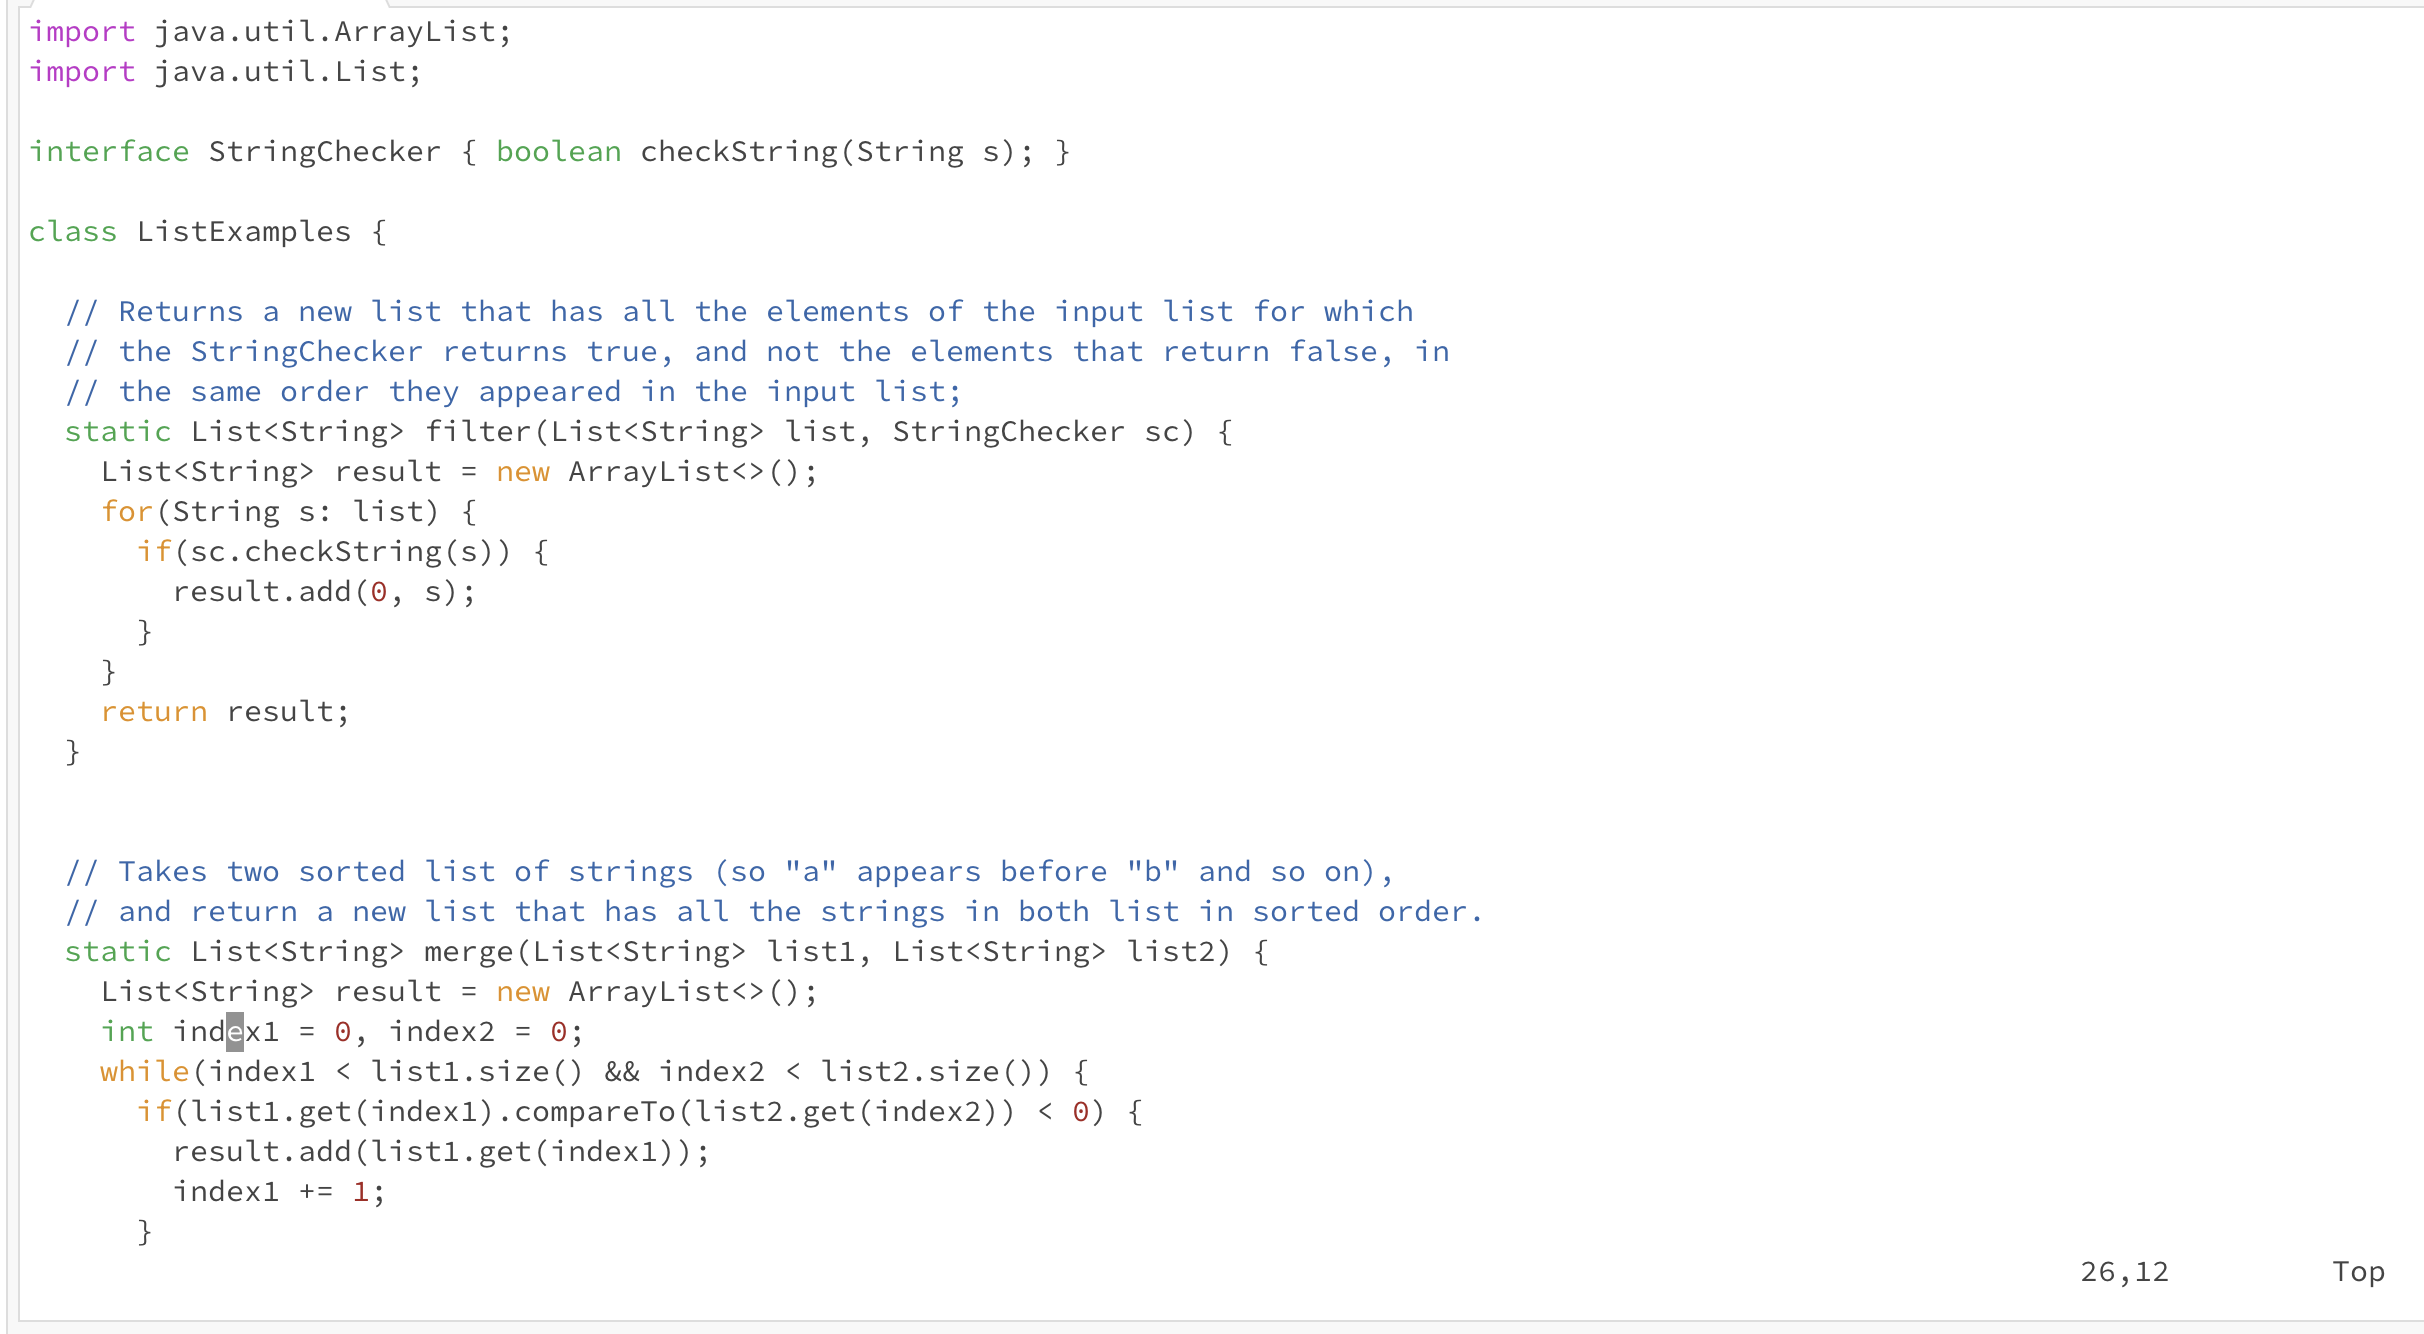 import java.util.ArrayList;
import java.util.List;

interface StringChecker { boolean checkString(String s); }

class ListExamples {

  // Returns a new list that has all the elements of the input list for which
  // the StringChecker returns true, and not the elements that return false, in
  // the same order they appeared in the input list;
  static List<String> filter(List<String> list, StringChecker sc) {
    List<String> result = new ArrayList<>();
    for(String s: list) {
      if(sc.checkString(s)) {
        result.add(0, s);
      }
    }
    return result;
  }


  // Takes two sorted list of strings (so "a" appears before "b" and so on),
  // and return a new list that has all the strings in both list in sorted order.
  static List<String> merge(List<String> list1, List<String> list2) {
    List<String> result = new ArrayList<>();
    int index1 = 0, index2 = 0;
    while(index1 < list1.size() && index2 < list2.size()) {
      if(list1.get(index1).compareTo(list2.get(index2)) < 0) {
        result.add(list1.get(index1));
        index1 += 1;
      }
26,12 Top